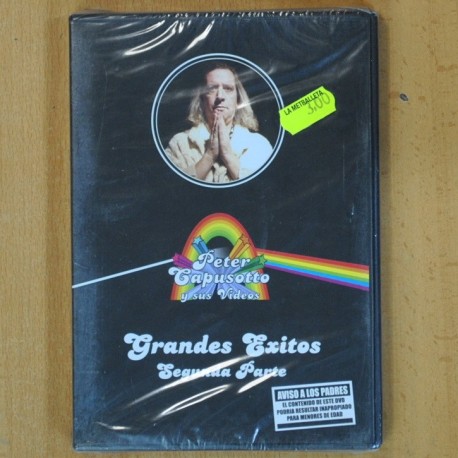 LA METRALLETA
3,00
Peter
Capusotto
y sus Videos
Grandes Exitos
Segunda Parte
AVISO A LOS PADRES
EL CONTENIDO DE ESTE DVD
PODRIA RESULTAR INAPROPIADO
PARA MENORES DE EDAD